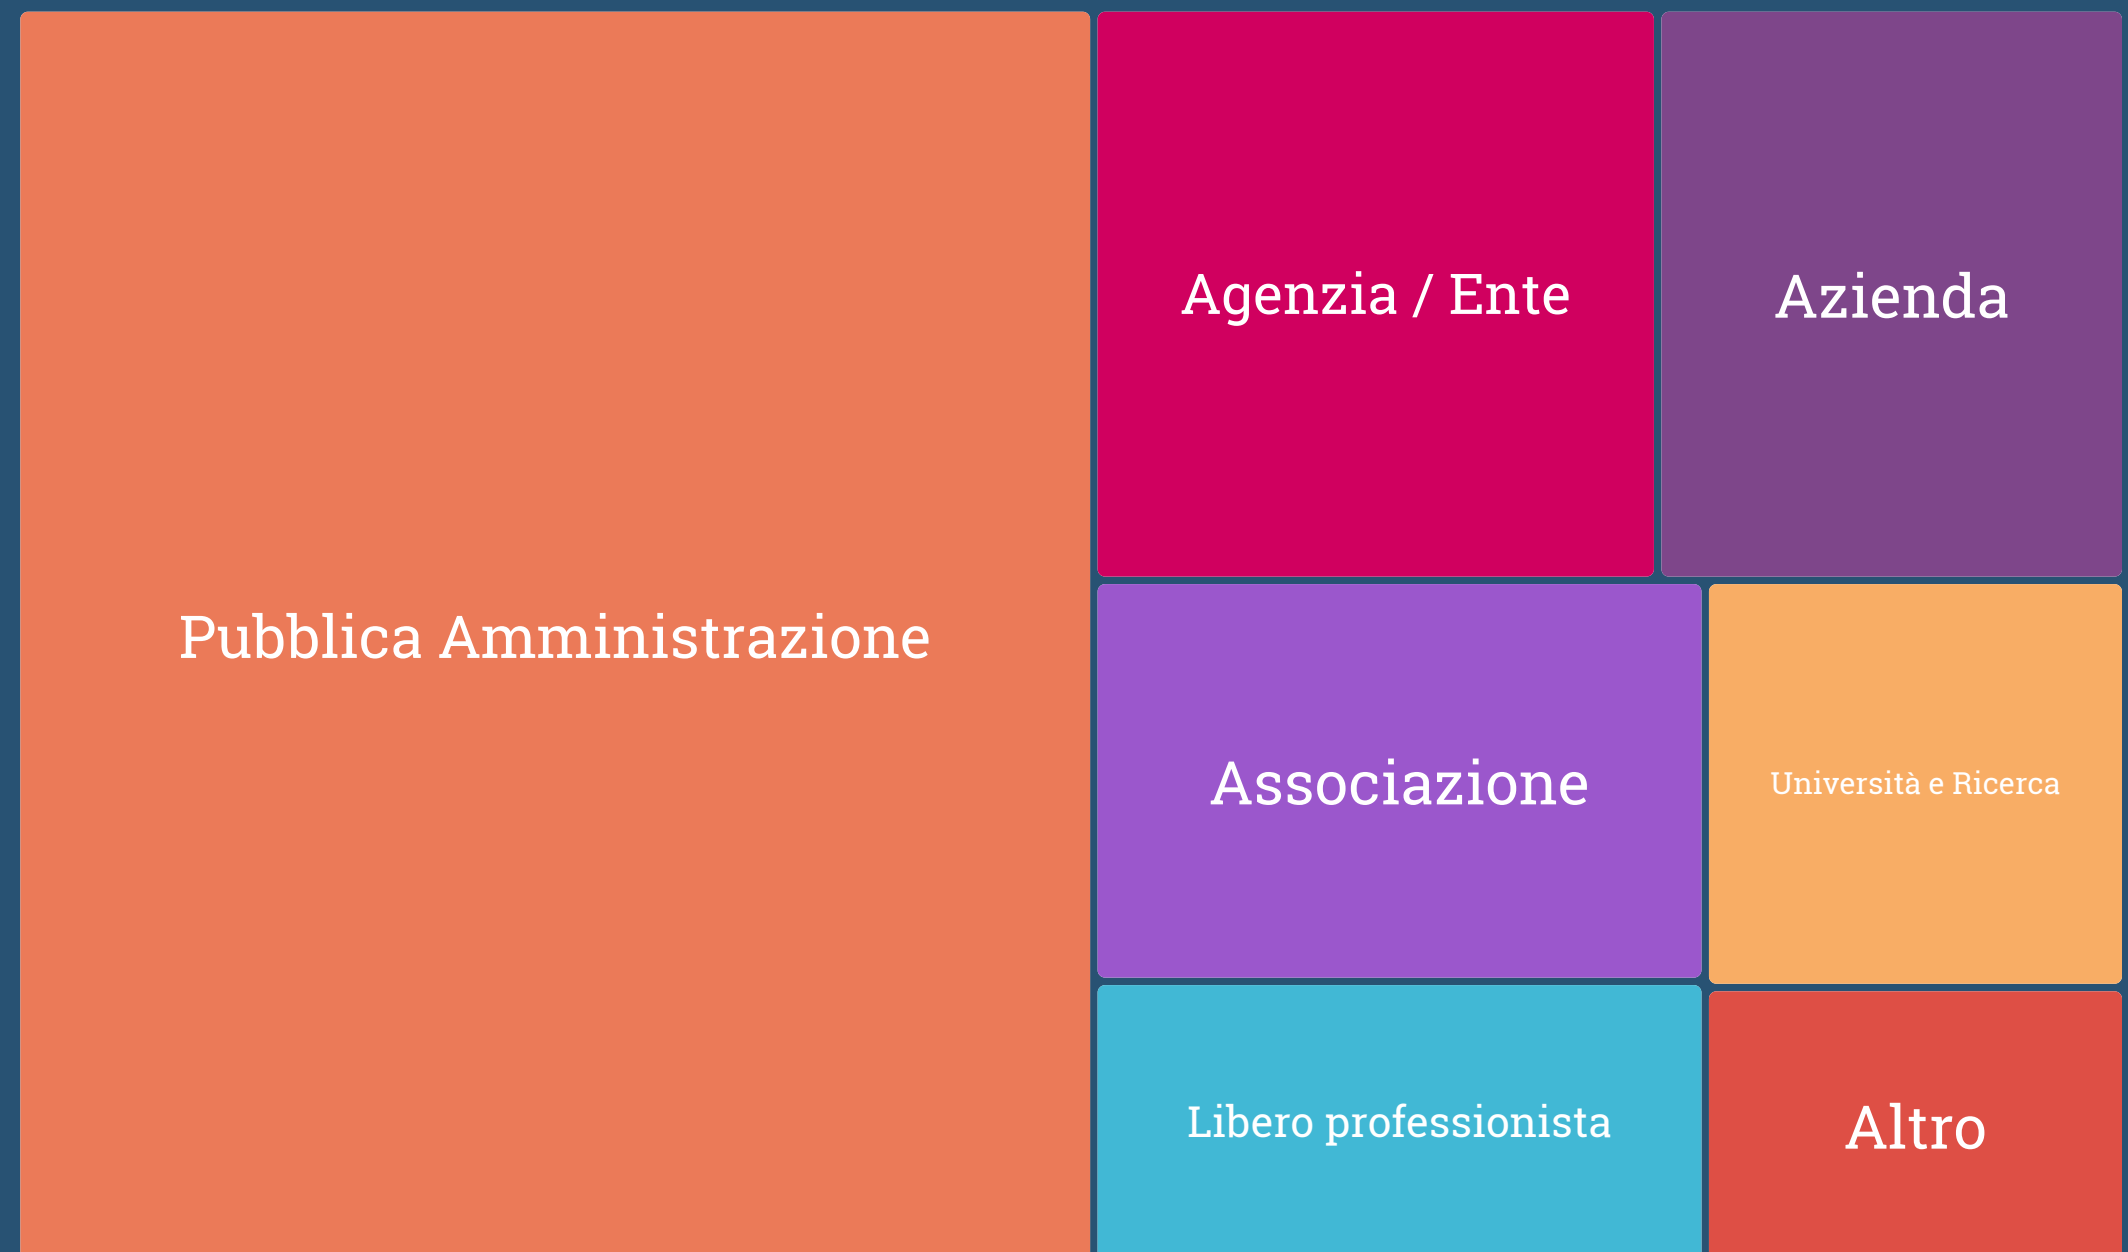 Pubblica Amministrazione
Agenzia / Ente
Azienda
Associazione
Università e Ricerca
Libero professionista
Altro